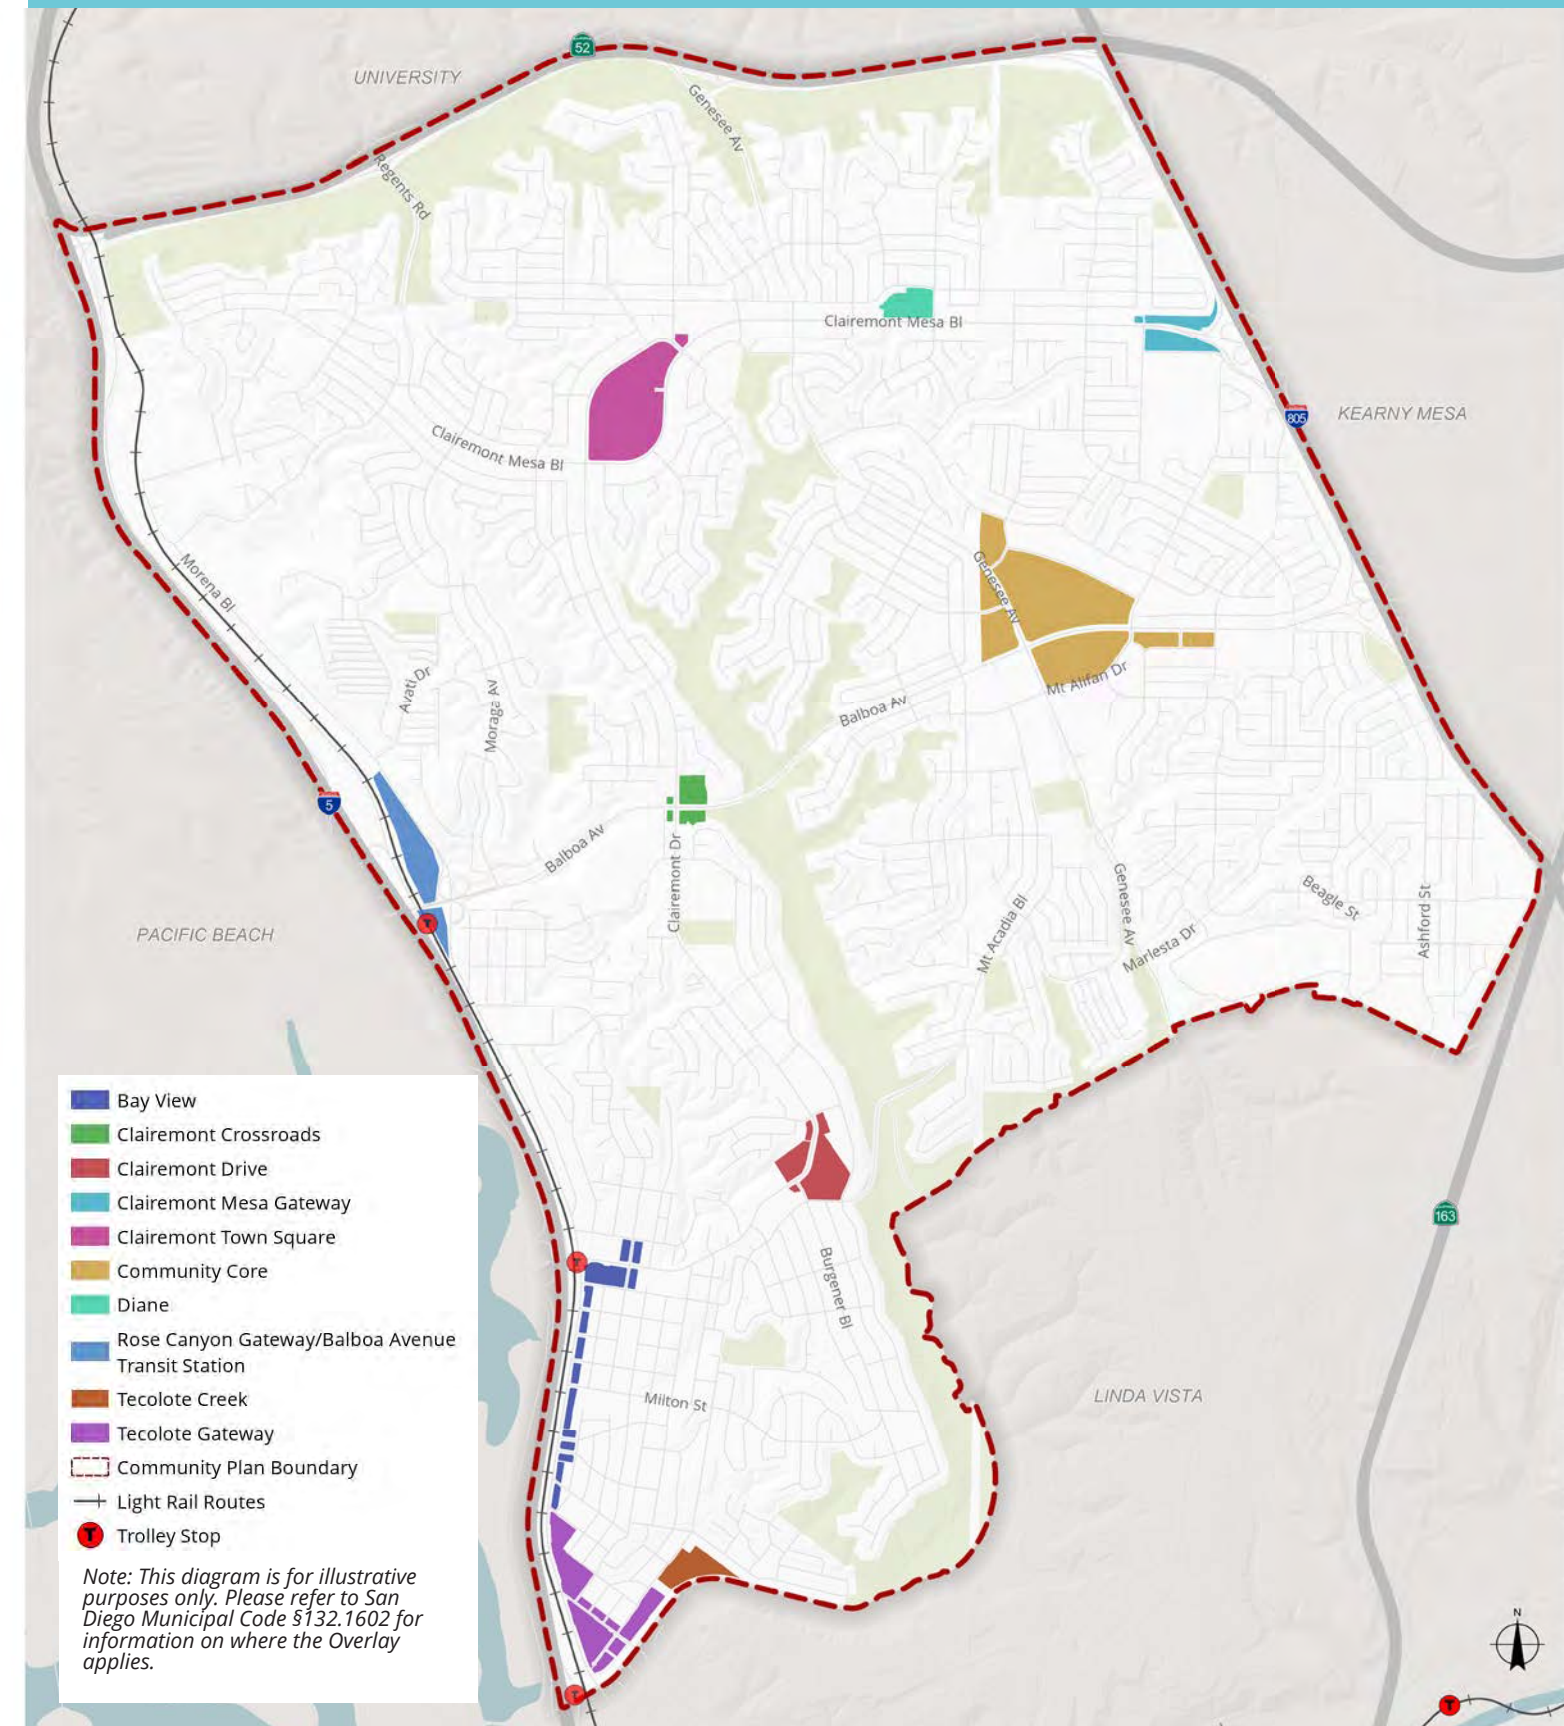 52
UNIVERSITY
Genesee Av
Regents Rd
Clairemont Mesa Bl
805
KEARNY MESA
Clairemont Mesa Bl
Morena Bl
Genesee Av
Avati Dr
Moraga Av
Mt Alifan Dr
Balboa Av
5
Balboa Av
Clairemont Dr
Genesee Av
Beagle St
Ashford St
Mt Acadia Bl
Marlesta Dr
PACIFIC BEACH
Bay View
Clairemont Crossroads
Clairemont Drive
Clairemont Mesa Gateway
Clairemont Town Square
Community Core
Diane
Rose Canyon Gateway/Balboa Avenue
Transit Station
Tecolote Creek
Tecolote Gateway
Community Plan Boundary
Light Rail Routes
T
Trolley Stop
Note: This diagram is for illustrative
purposes only. Please refer to San
Diego Municipal Code §132.1602 for
information on where the Overlay
applies.
T
163
T
Burgener Bl
Milton St
LINDA VISTA
N
T
T